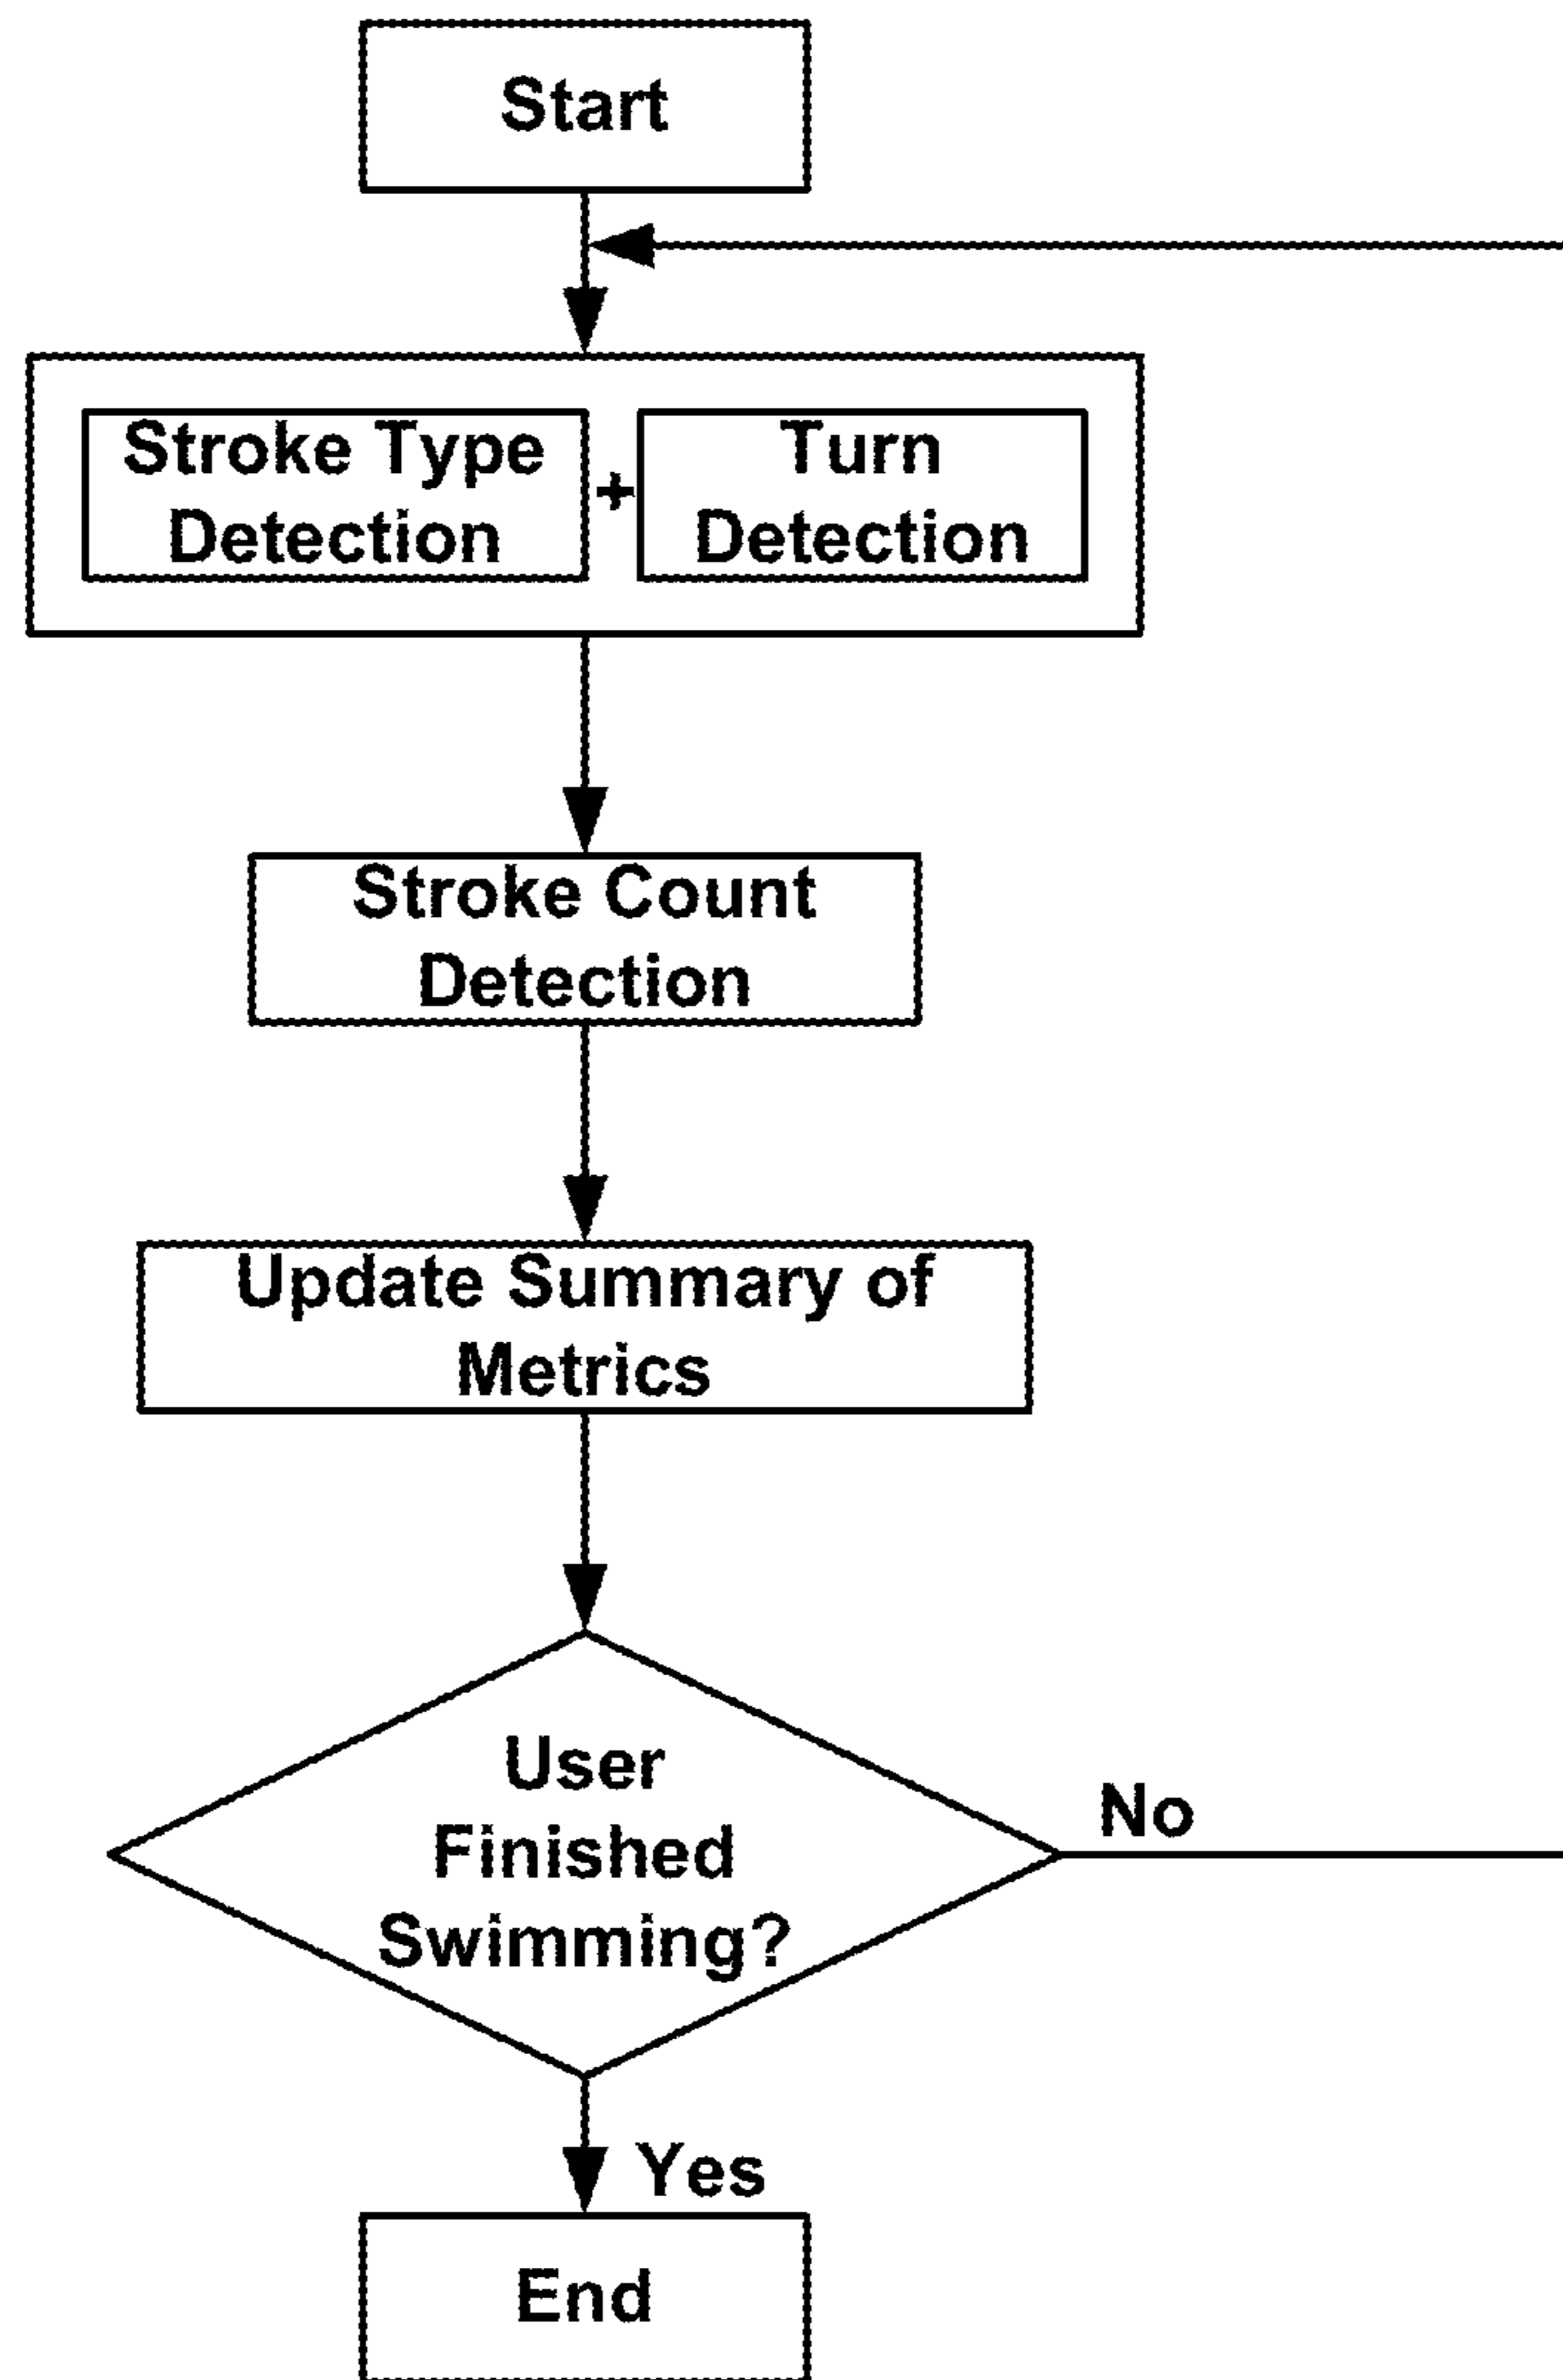 Start
Stroke Type
Detection
+
Turn
Detection
Stroke Count
Detection
Update Summary of
Metrics
User
Finished
Swimming?
No
Yes
End